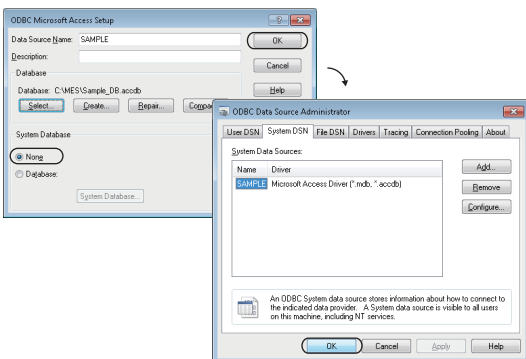 ODBC Microsoft Access Setup
Data Source Name: SAMPLE
OK
Description:
Cancel
Database
Database: C:\MES\Sample_DB.accdb
Help
Select... Create... Repair...
System Database
None
Database:
System Database...
ODBC Data Source Administrator
User DSN System DSN File DSN Drivers Tracing Connection Pooling About
System Data Sources:
Name Driver
SAMPLE Microsoft Access Driver (*.mdb, *.accdb)
Add...
Remove
Configure...
An ODBC System data source stores information about how to connect to
the indicated data provider. A System data source is visible to all users
on this machine, including NT services.
OK Cancel Apply Help